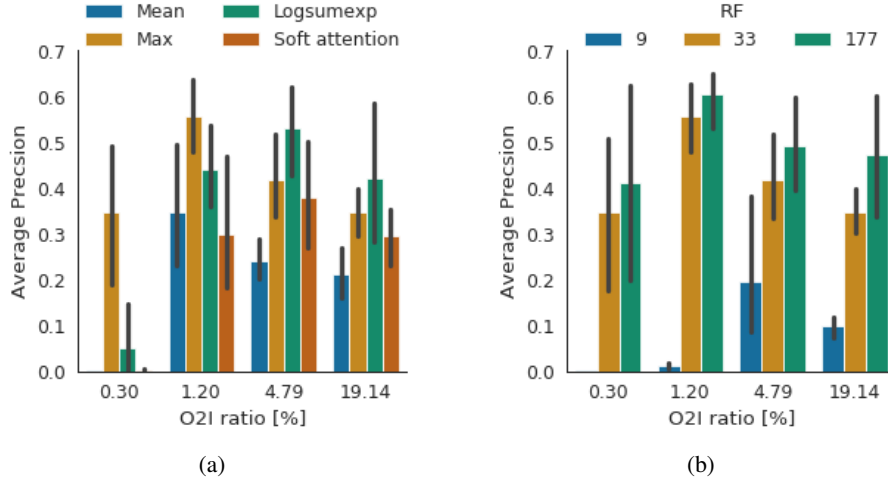 Mean
Logsumexp
Max
Soft attention
0.7
0.6
0.5
0.4
0.3
0.2
0.1
0.0
Average Precsion
0.30 1.20 4.79 19.14
O2I ratio [%]
(a)
RF
9 33 177
0.7
0.6
0.5
0.4
0.3
0.2
0.1
0.0
Average Precsion
0.30 1.20 4.79 19.14
O2I ratio [%]
(b)